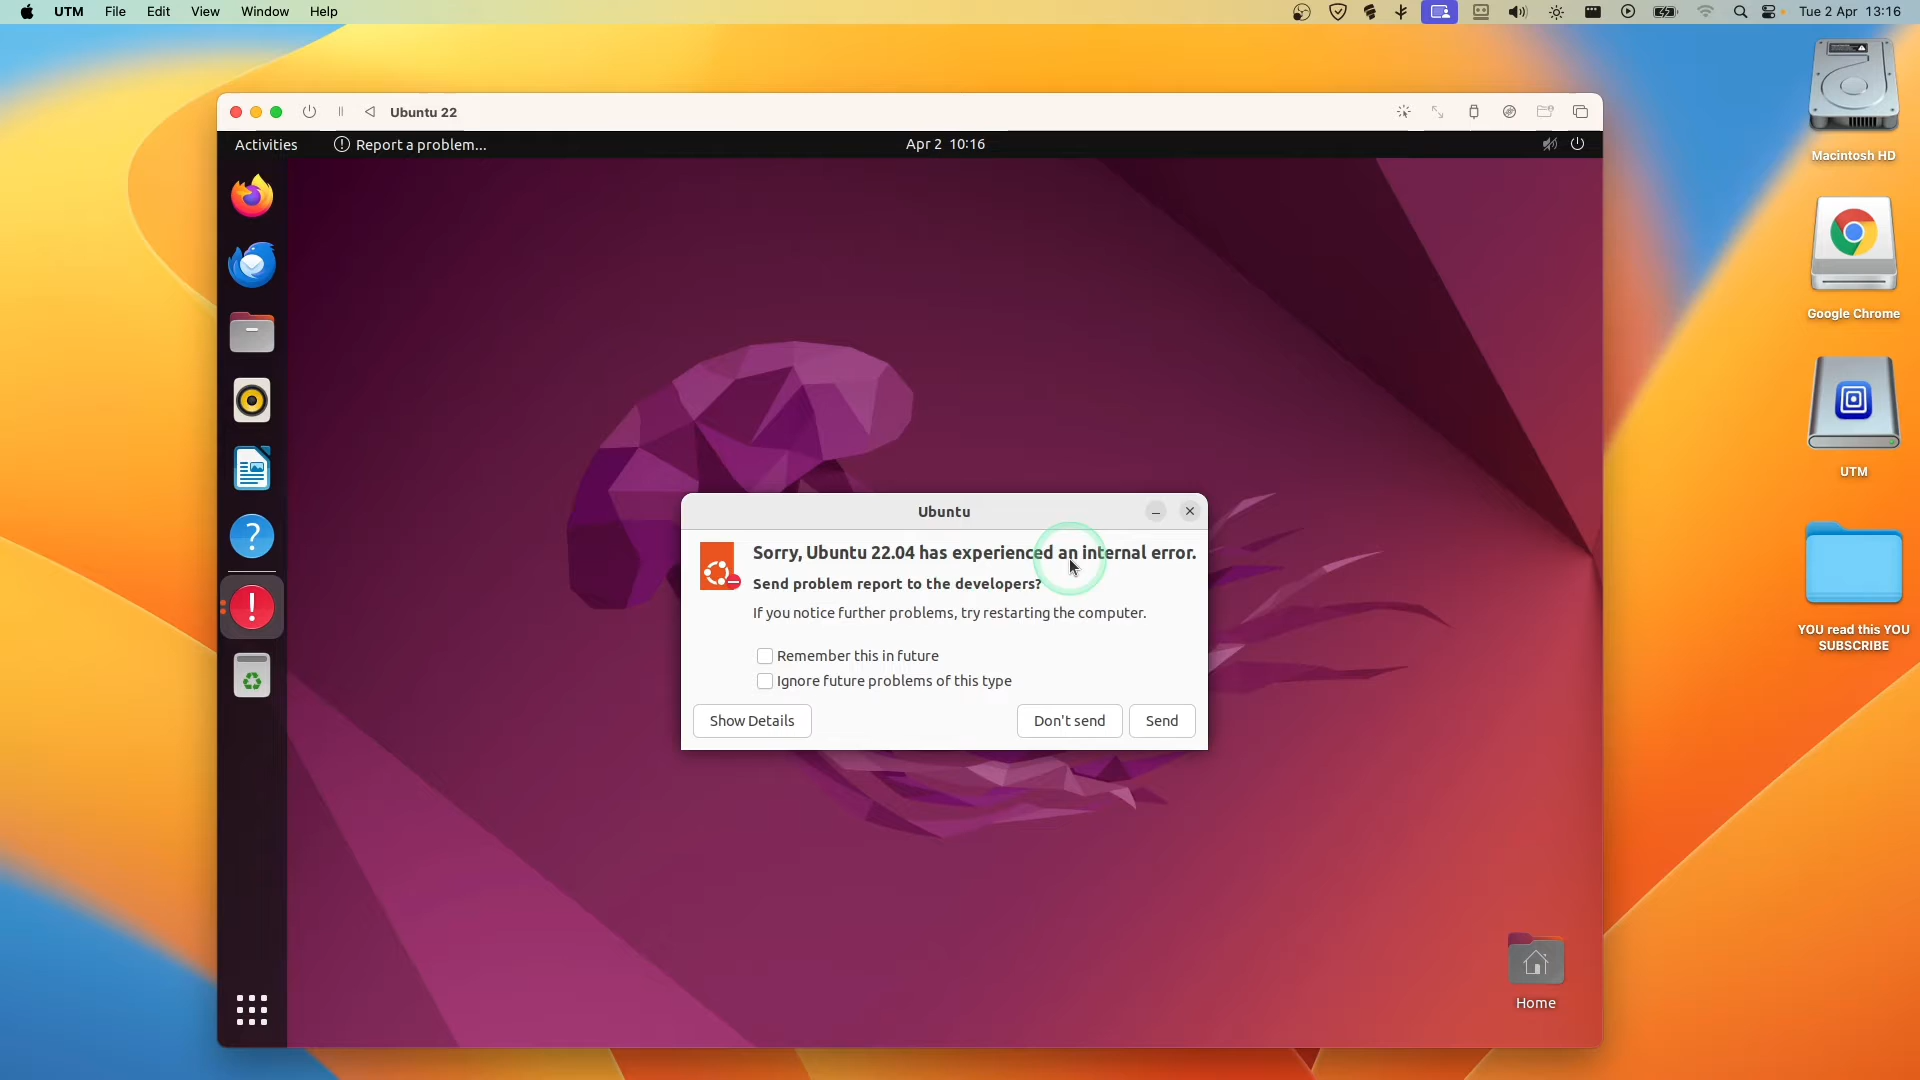 UTM File Edit View Window Help Tue 2 Apr 13:16
Ubuntu 22
Activities Report a problem... Apr 2 10:16
Macintosh HD
Google Chrome
UTM
YOU read this YOU
SUBSCRIBE
Ubuntu
Sorry, Ubuntu 22.04 has experienced an internal error.
Send problem report to the developers?
If you notice further problems, try restarting the computer.
Remember this in future
Ignore future problems of this type
Show Details Don't send Send
Home